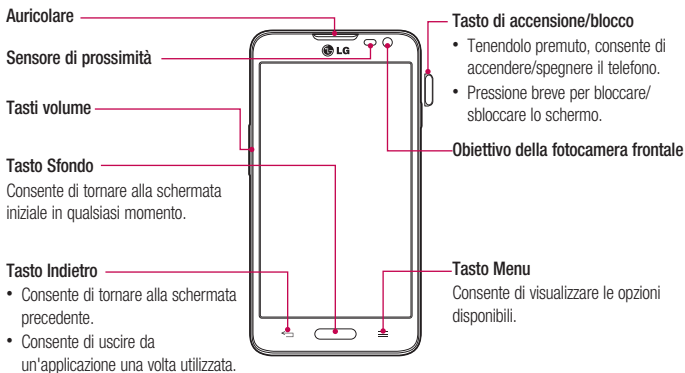 Auricolare
Sensore di prossimità
Tasti volume
Tasto Sfondo
Consente di tornare alla schermata
iniziale in qualsiasi momento.
Tasto Indietro
• Consente di tornare alla schermata
precedente.
• Consente di uscire da
un'applicazione una volta utilizzata.
LG
Tasto di accensione/blocco
• Tenendolo premuto, consente di
accendere/spegnere il telefono.
• Pressione breve per bloccare/
sbloccare lo schermo.
Obiettivo della fotocamera frontale
Tasto Menu
Consente di visualizzare le opzioni
disponibili.